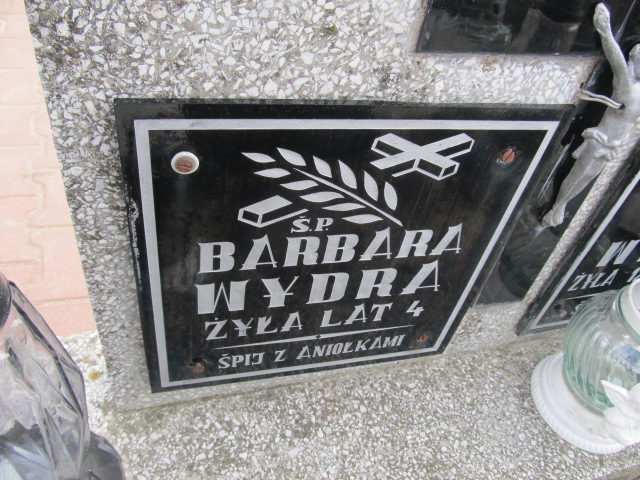 Ś.P.
BARBARA
WYDRA
ŻYŁA LAT 4
ŚPIJ Z ANIOŁKAMI